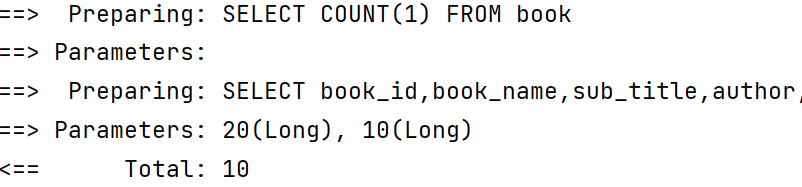 ==>  Preparing: SELECT COUNT(1) FROM book
==> Parameters:
==>  Preparing: SELECT book_id,book_name,sub_title,author,
==> Parameters: 20(Long), 10(Long)
<==      Total: 10